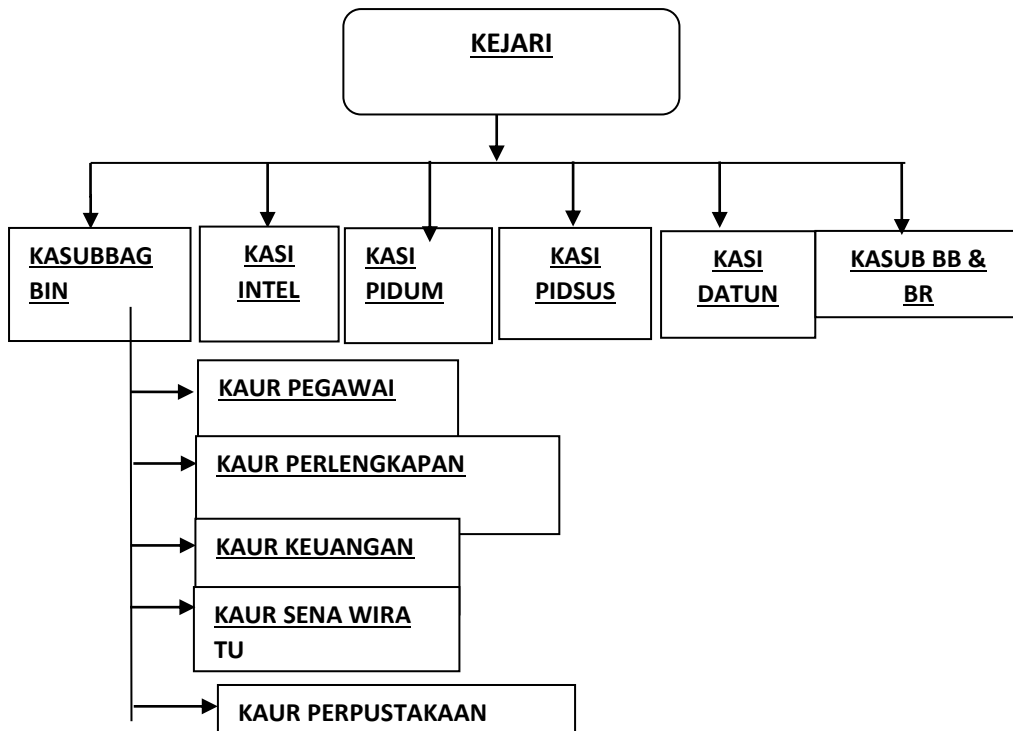 KEJARI
KASUBBAG
BIN
KASI
INTEL
KASI
PIDUM
KASI
PIDSUS
KASI
DATUN
KASUB BB &
BR
KAUR PEGAWAI
KAUR PERLENGKAPAN
KAUR KEUANGAN
KAUR SENA WIRA
TU
KAUR PERPUSTAKAAN